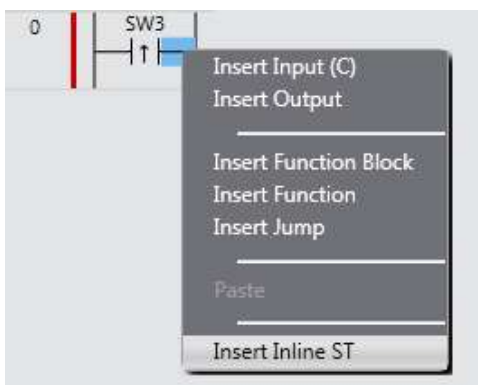 0
SW3
Insert Input (C)
Insert Output
Insert Function Block
Insert Function
Insert Jump
Paste
Insert Inline ST